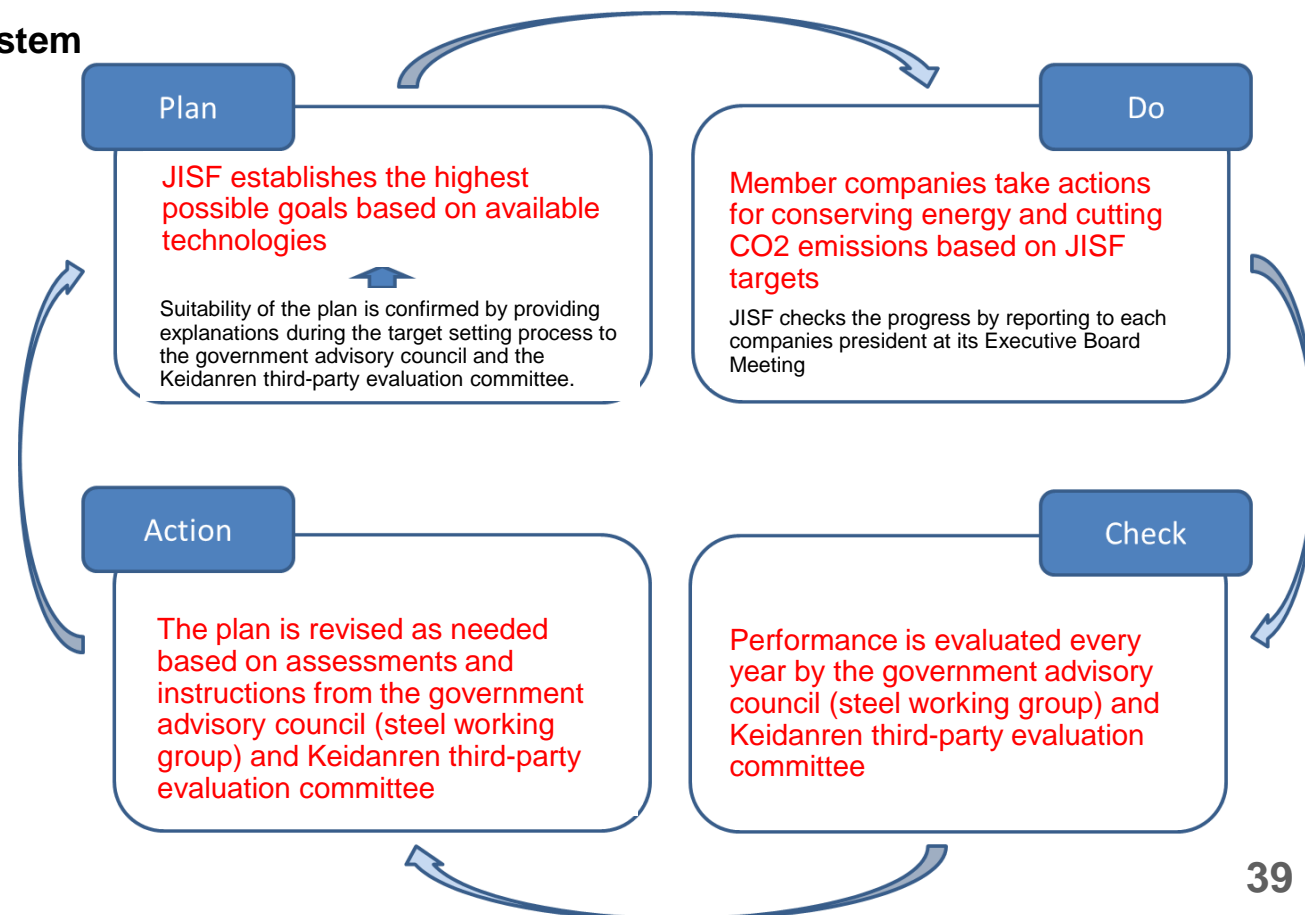 stem
Plan
JISF establishes the highest
possible goals based on available
technologies
Suitability of the plan is confirmed by providing
explanations during the target setting process to
the government advisory council and the
Keidanren third-party evaluation committee.
Do
Member companies take actions
for conserving energy and cutting
CO2 emissions based on JISF
targets
JISF checks the progress by reporting to each
companies president at its Executive Board
Meeting
Action
The plan is revised as needed
based on assessments and
instructions from the government
advisory council (steel working
group) and Keidanren third-party
evaluation committee
Check
Performance is evaluated every
year by the government advisory
council (steel working group) and
Keidanren third-party evaluation
committee
39